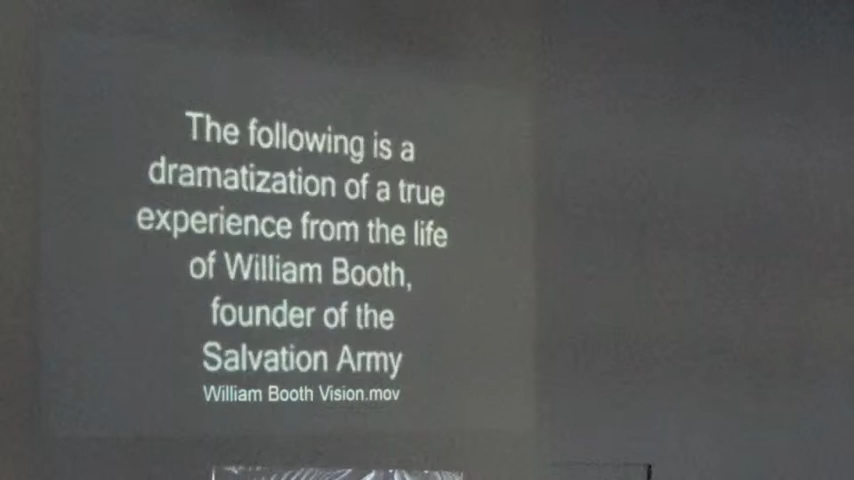 The following is a
dramatization of a true
experience from the life
of William Booth,
founder of the
Salvation Army
William Booth Vision.mov